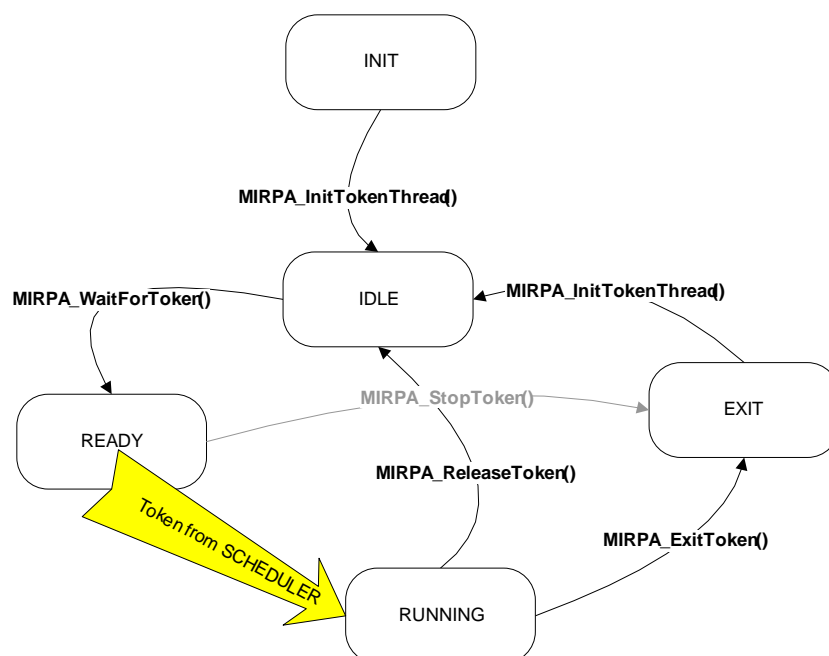 INIT
MIRPA_InitTokenThread()
IDLE
MIRPA_InitTokenThread()
MIRPA_WaitForToken()
MIRPA_StopToken()
EXIT
READY
MIRPA_ReleaseToken()
Token from SCHEDULER
MIRPA_ExitToken()
RUNNING